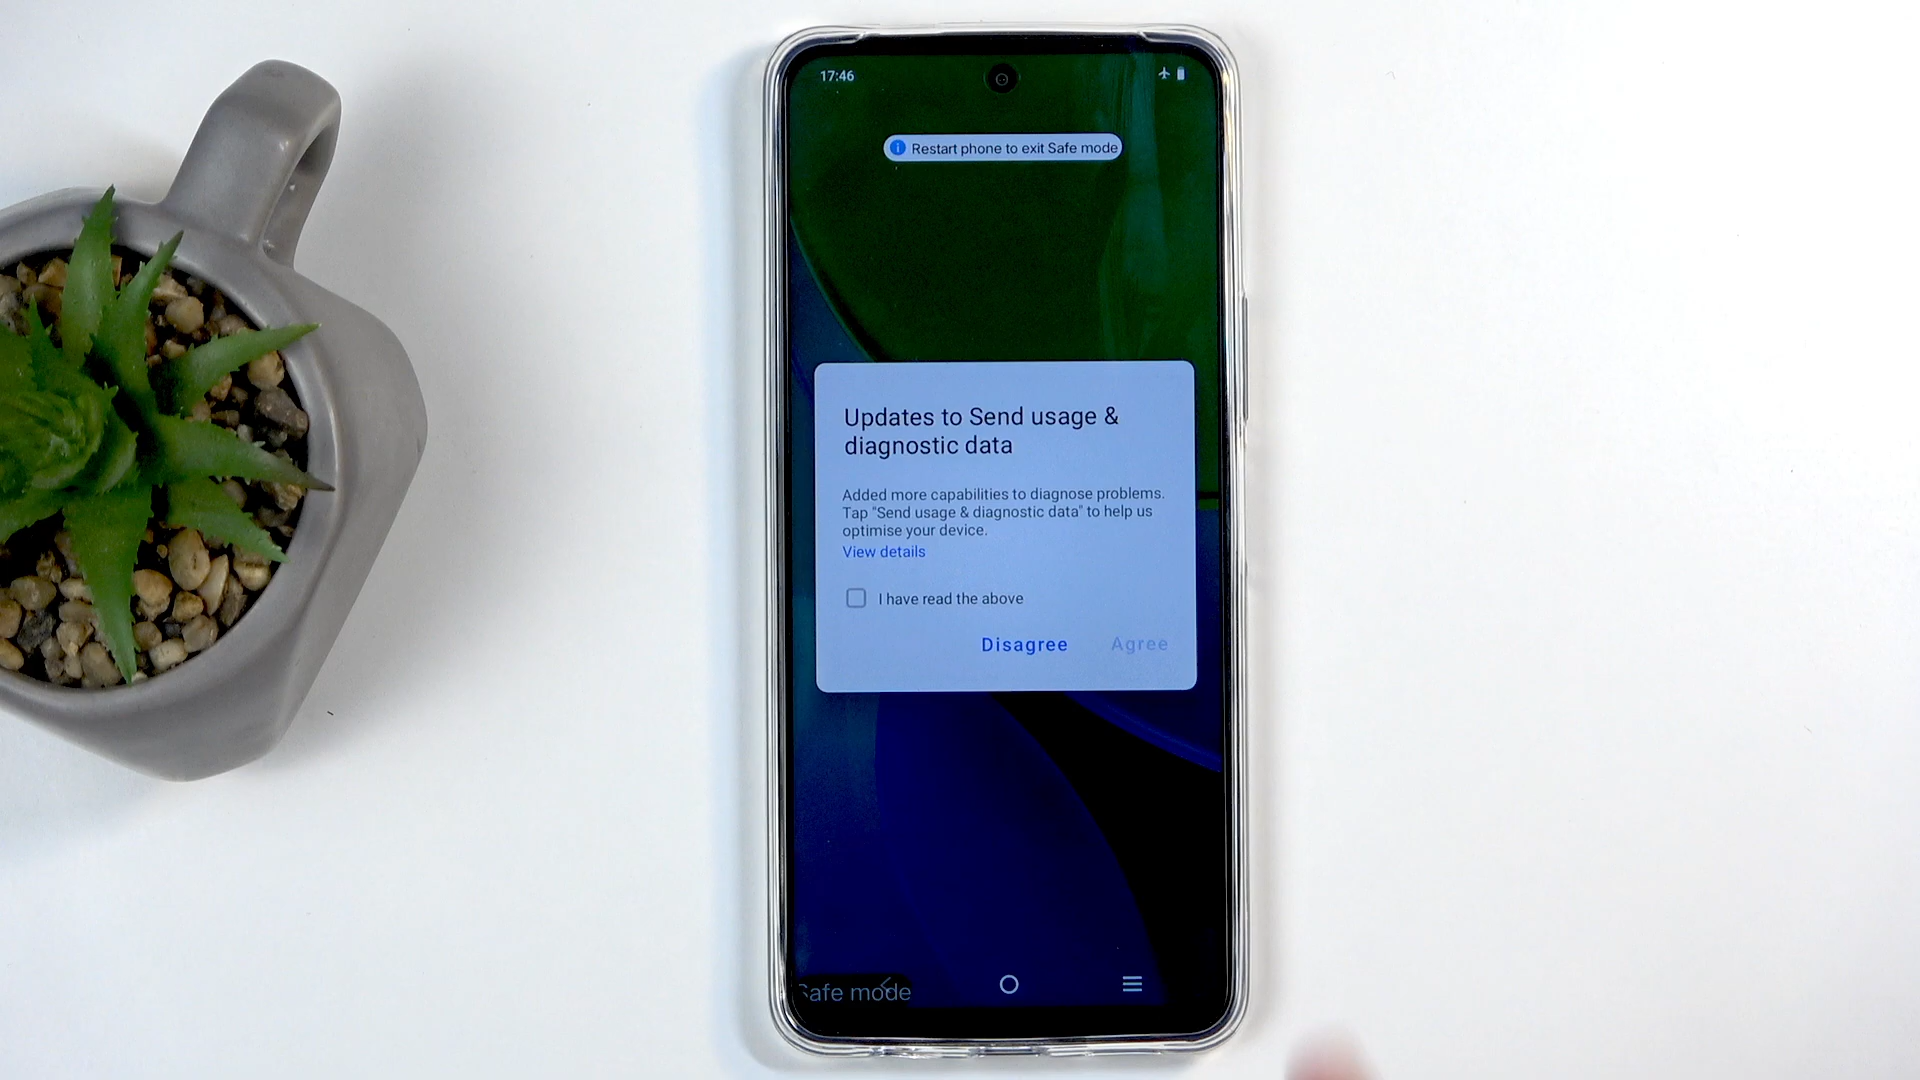 17:46
Restart phone to exit Safe mode
Updates to Send usage &
diagnostic data
Added more capabilities to diagnose problems.
Tap "Send usage & diagnostic data" to help us
optimise your device.
View details
I have read the above
Disagree Agree
Safe mode